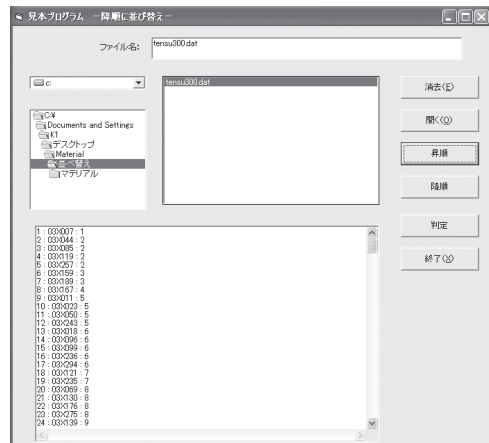 見本プログラム －降順に並び替え－
ファイル名:
tensu300.dat
c:
tensu300.dat
C:¥
Documents and Settings
K1
デスクトップ
Material
並べ替え
マテリアル
消去(E)
開く(O)
昇順
降順
判定
終了(X)
1 : 03X007 : 1
2 : 03X044 : 2
3 : 03X085 : 2
4 : 03X119 : 2
5 : 03X257 : 2
6 : 03X159 : 3
7 : 03X189 : 3
8 : 03X167 : 4
9 : 03X011 : 5
10 : 03X023 : 5
11 : 03X050 : 5
12 : 03X243 : 5
13 : 03X018 : 6
14 : 03X096 : 6
15 : 03X099 : 6
16 : 03X236 : 6
17 : 03X294 : 6
18 : 03X121 : 7
19 : 03X235 : 7
20 : 03X069 : 8
21 : 03X130 : 8
22 : 03X176 : 8
23 : 03X275 : 8
24 : 03X139 : 9